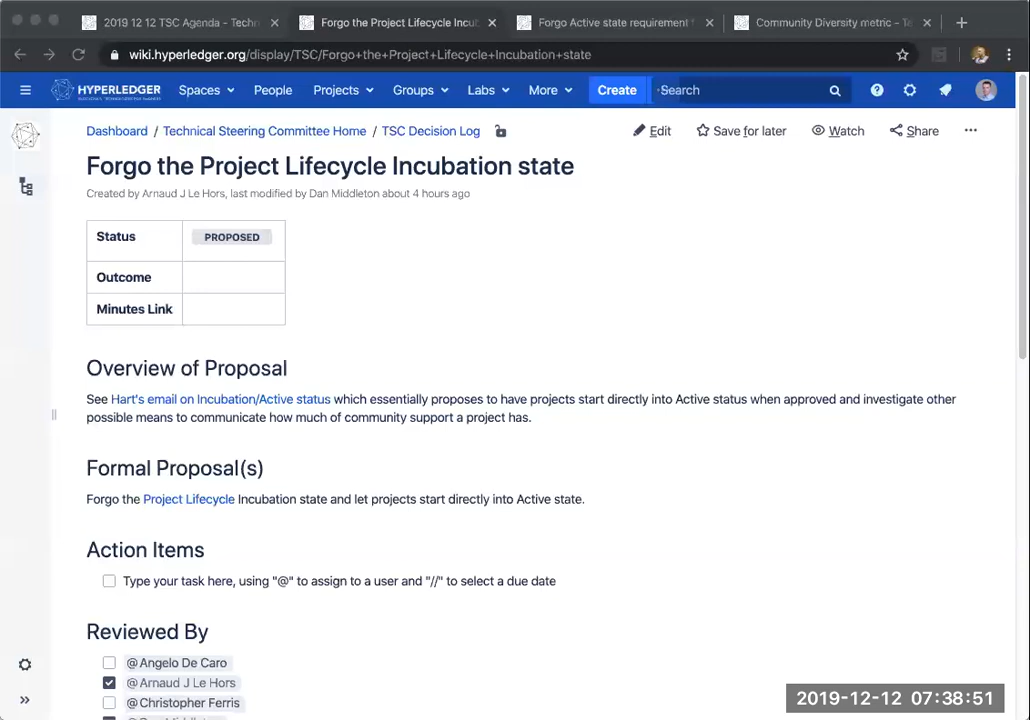 2019 12 12 TSC Agenda - Techn
Forgo the Project Lifecycle Incut
Forgo Active state requirement f
Community Diversity metric - Te
wiki.hyperledger.org/display/TSC/Forgo+the+Project+Lifecycle+Incubation+state
HYPERLEDGER
Spaces
People
Projects
Groups
Labs
More
Create
Search
Dashboard / Technical Steering Committee Home / TSC Decision Log
Edit
Save for later
Watch
Share
Forgo the Project Lifecycle Incubation state
Created by Arnaud J Le Hors, last modified by Dan Middleton about 4 hours ago
Status PROPOSED
Outcome
Minutes Link
Overview of Proposal
See Hart's email on Incubation/Active status which essentially proposes to have projects start directly into Active status when approved and investigate other
possible means to communicate how much of community support a project has.
Formal Proposal(s)
Forgo the Project Lifecycle Incubation state and let projects start directly into Active state.
Action Items
Type your task here, using "@" to assign to a user and "//" to select a due date
Reviewed By
@Angelo De Caro
@Arnaud J Le Hors
@Christopher Ferris
2019-12-12 07:38:51